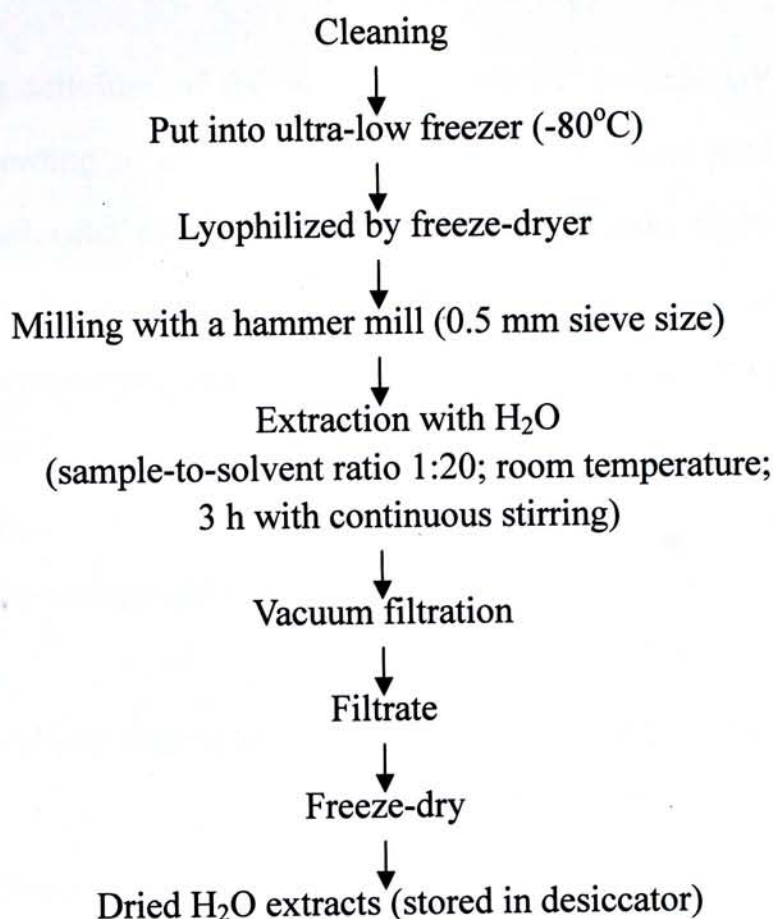 Cleaning
Put into ultra-low freezer (-80°C)
Lyophilized by freeze-dryer
Milling with a hammer mill (0.5 mm sieve size)
Extraction with H₂O
(sample-to-solvent ratio 1:20; room temperature;
3 h with continuous stirring)
Vacuum filtration
Filtrate
Freeze-dry
Dried H₂O extracts (stored in desiccator)